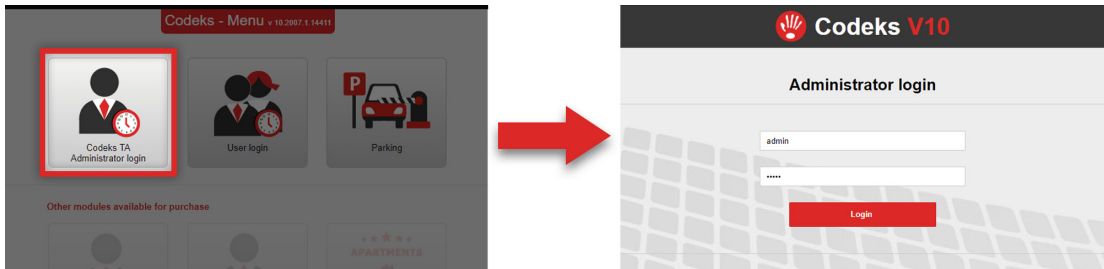 Codeks - Menu v 10.2007.1.14411
Codeks TA
Administrator login
User login
P
Parking
Other modules available for purchase
APARTMENTS
Codeks V10
Administrator login
admin
•••••
Login